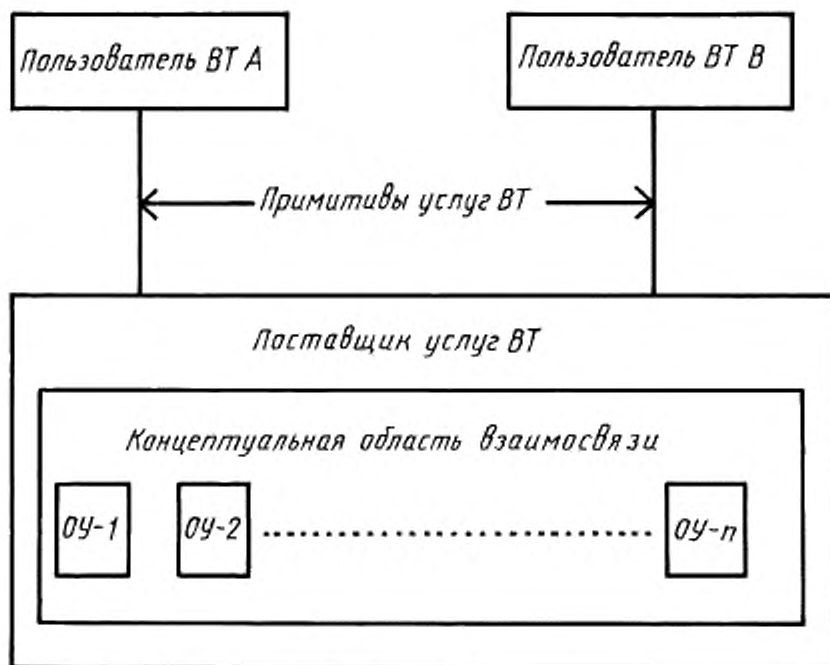 Пользователь ВТ А
Пользователь ВТ В
Примитивы услуг ВТ
Поставщик услуг ВТ
Концептуальная область взаимосвязи
ОУ-1 ОУ-2 ОУ-п